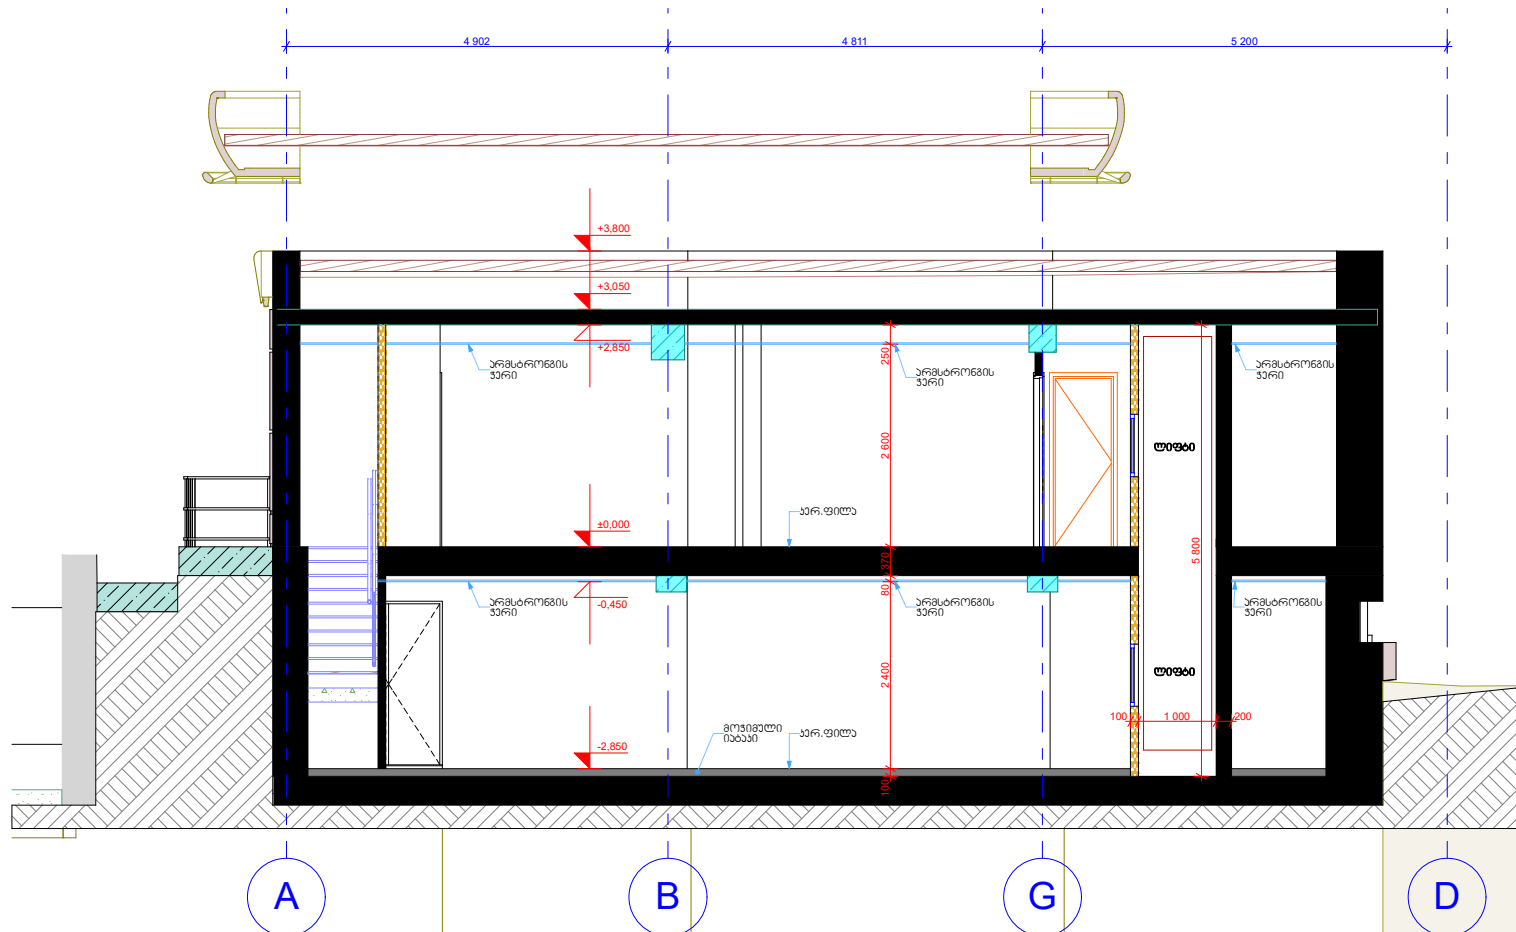 4 902
4 811
5 200
+3,800
+3,050
+2,850
250
არმსტრონგის
ჭერი
არმსტრონგის
ჭერი
არმსტრონგის
ჭერი
2 600
ლიფტი
კერ.ფილა
±0,000
370
5 800
80
-0,450
არმსტრონგის
ჭერი
არმსტრონგის
ჭერი
არმსტრონგის
ჭერი
2 400
ლიფტი
100
1 000
200
მოჭიმული
იატაკი
კერ.ფილა
-2,850
100
A
B
G
D